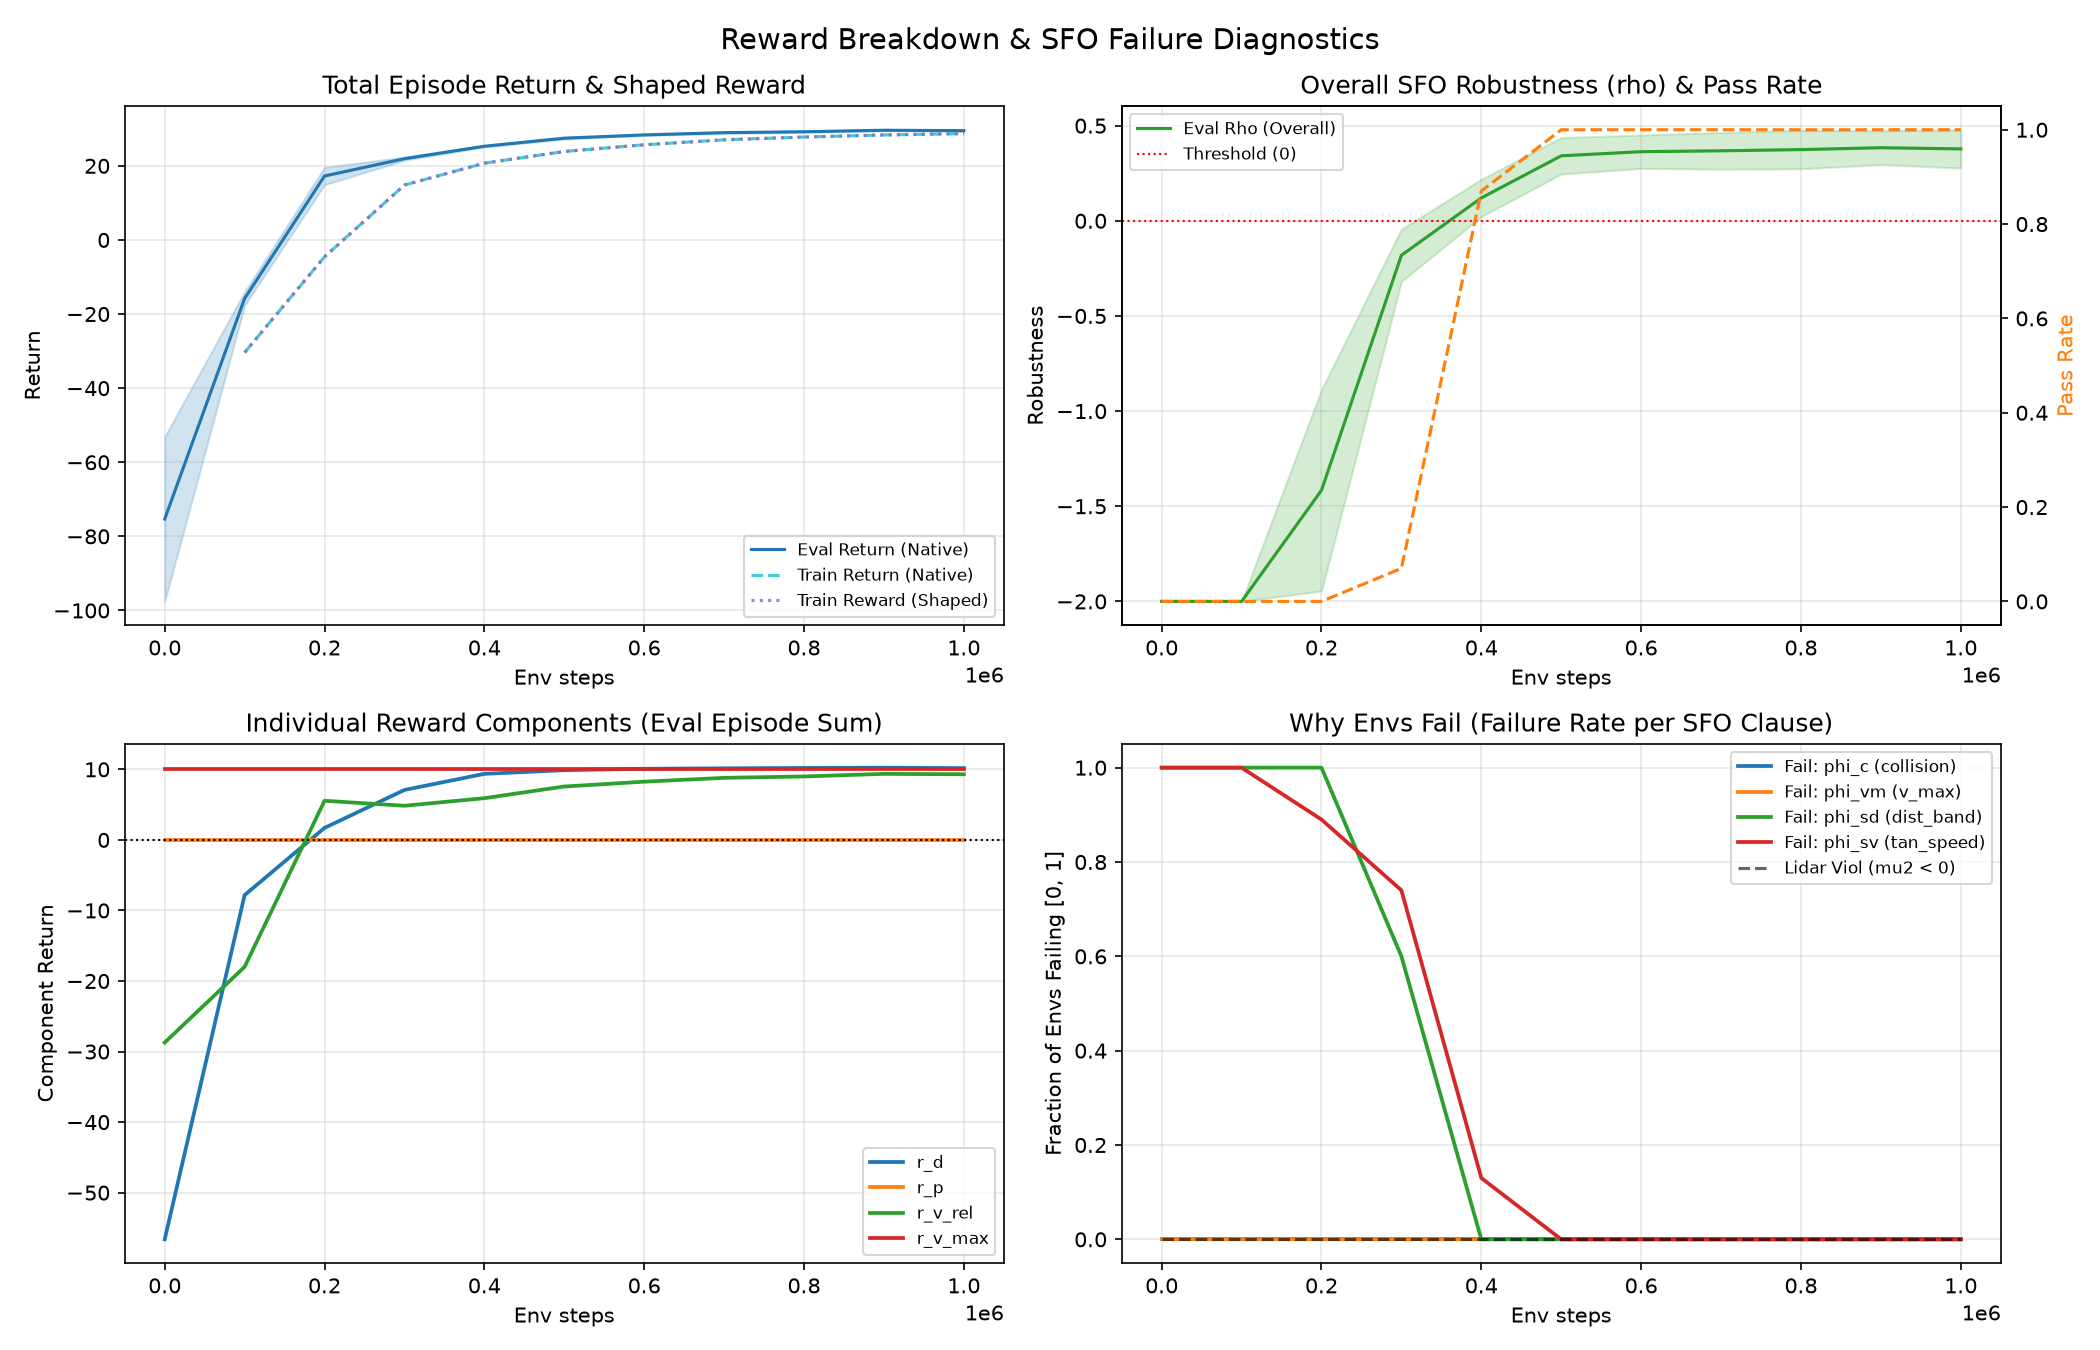 Reward Breakdown & SFO Failure Diagnostics
Total Episode Return & Shaped Reward
Return
20
0
−20
−40
−60
−80
−100
Eval Return (Native)
Train Return (Native)
Train Reward (Shaped)
0.0 0.2 0.4 0.6 0.8 1.0
1e6
Env steps
Overall SFO Robustness (rho) & Pass Rate
Robustness
0.5
0.0
−0.5
−1.0
−1.5
−2.0
Eval Rho (Overall)
Threshold (0)
1.0
0.8
0.6
0.4
0.2
0.0
Pass Rate
0.0 0.2 0.4 0.6 0.8 1.0
1e6
Env steps
Individual Reward Components (Eval Episode Sum)
Component Return
10
0
−10
−20
−30
−40
−50
r_d
r_p
r_v_rel
r_v_max
0.0 0.2 0.4 0.6 0.8 1.0
1e6
Env steps
Why Envs Fail (Failure Rate per SFO Clause)
Fraction of Envs Failing [0, 1]
1.0
0.8
0.6
0.4
0.2
0.0
Fail: phi_c (collision)
Fail: phi_vm (v_max)
Fail: phi_sd (dist_band)
Fail: phi_sv (tan_speed)
Lidar Viol (mu2 < 0)
0.0 0.2 0.4 0.6 0.8 1.0
1e6
Env steps